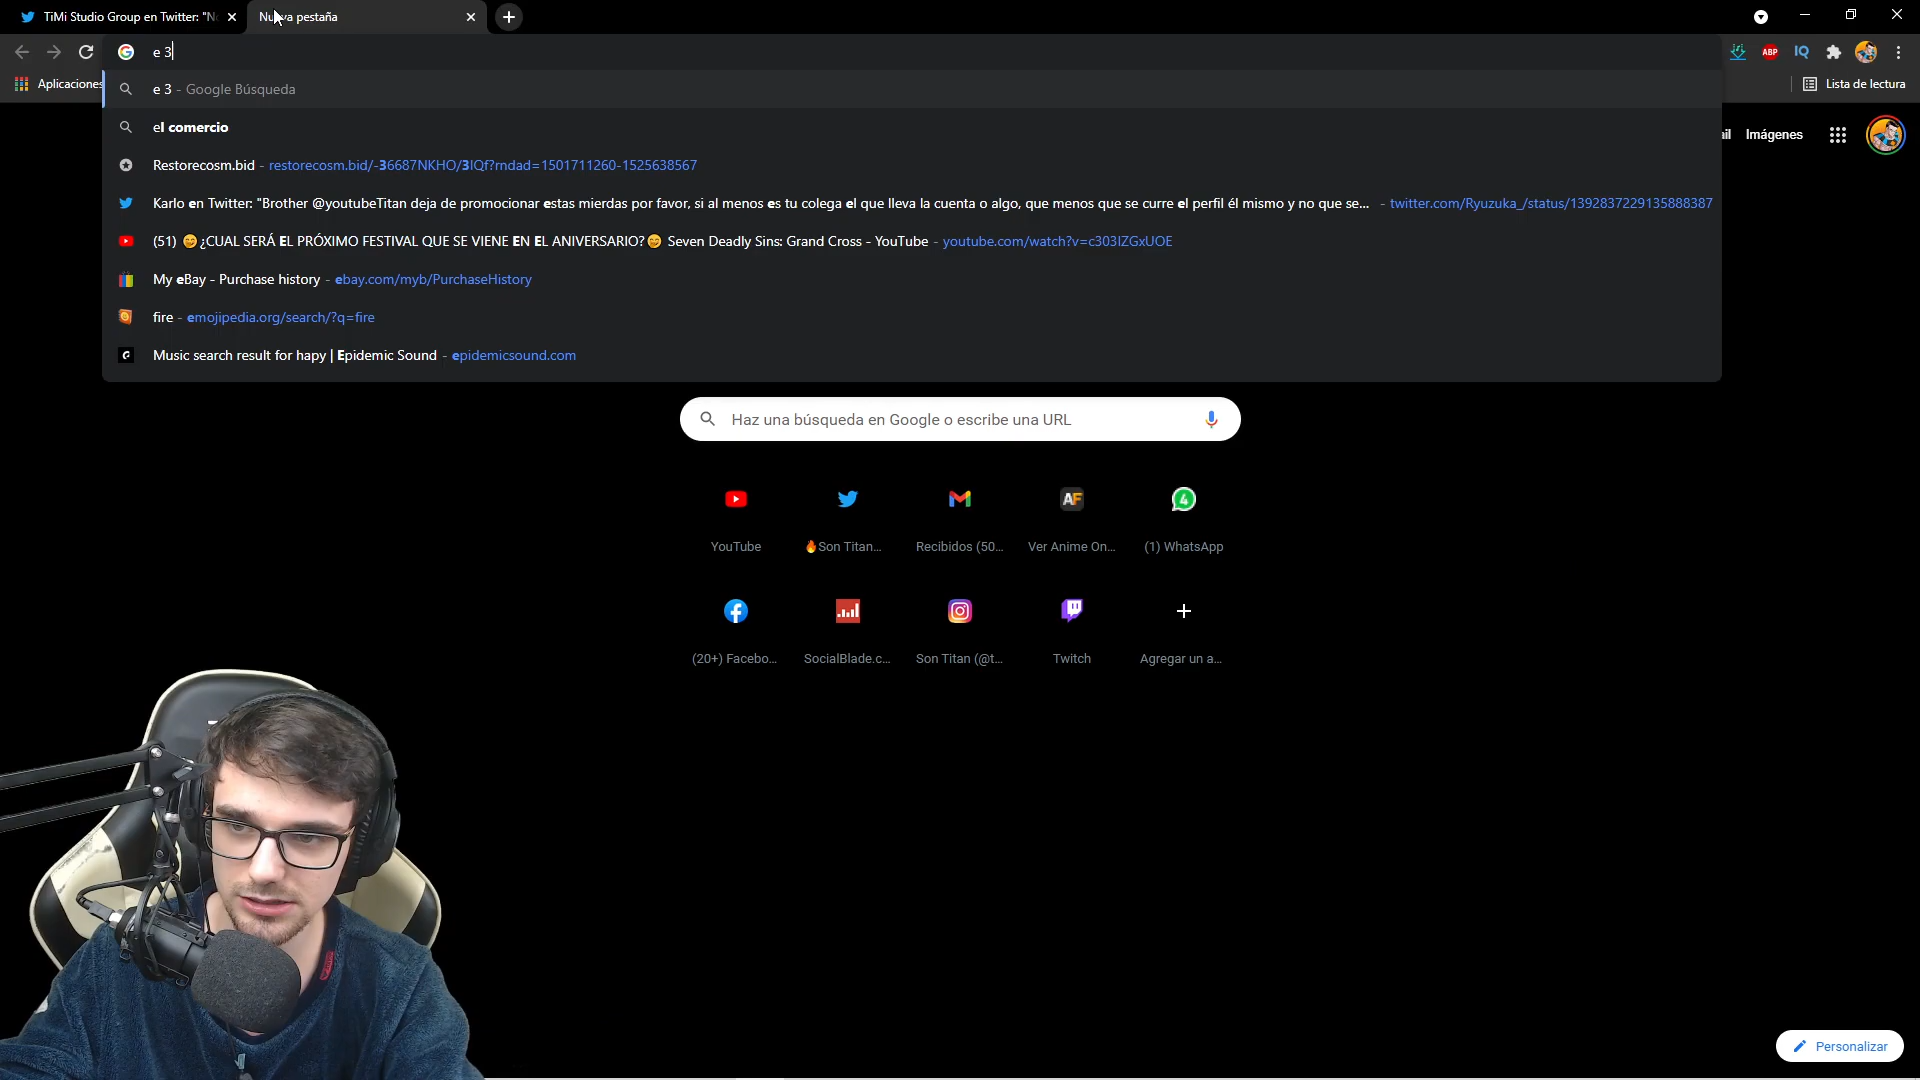 TiMi Studio Group en Twitter: "No
Nueva pestaña
e 3
Aplicaciones
Lista de lectura
e 3 - Google Búsqueda
el comercio
Imágenes
Restorecosm.bid - restorecosm.bid/-36687NKHO/3IQf?rndad=1501711260-1525638567
Karlo en Twitter: "Brother @youtubeTitan deja de promocionar estas mierdas por favor, si al menos es tu colega el que lleva la cuenta o algo, que menos que se curre el perfil él mismo y no que se... - twitter.com/Ryuzuka_/status/1392837229135888387
(51) 😊¿CUAL SERÁ EL PRÓXIMO FESTIVAL QUE SE VIENE EN EL ANIVERSARIO?😊 Seven Deadly Sins: Grand Cross - YouTube - youtube.com/watch?v=c303IZGxUOE
My eBay - Purchase history - ebay.com/myb/PurchaseHistory
fire - emojipedia.org/search/?q=fire
Music search result for hapy | Epidemic Sound - epidemicsound.com
Haz una búsqueda en Google o escribe una URL
YouTube
🔥Son Titan...
Recibidos (50...
Ver Anime On...
(1) WhatsApp
(20+) Facebo...
SocialBlade.c...
Son Titan (@t...
Twitch
Agregar un a...
Personalizar